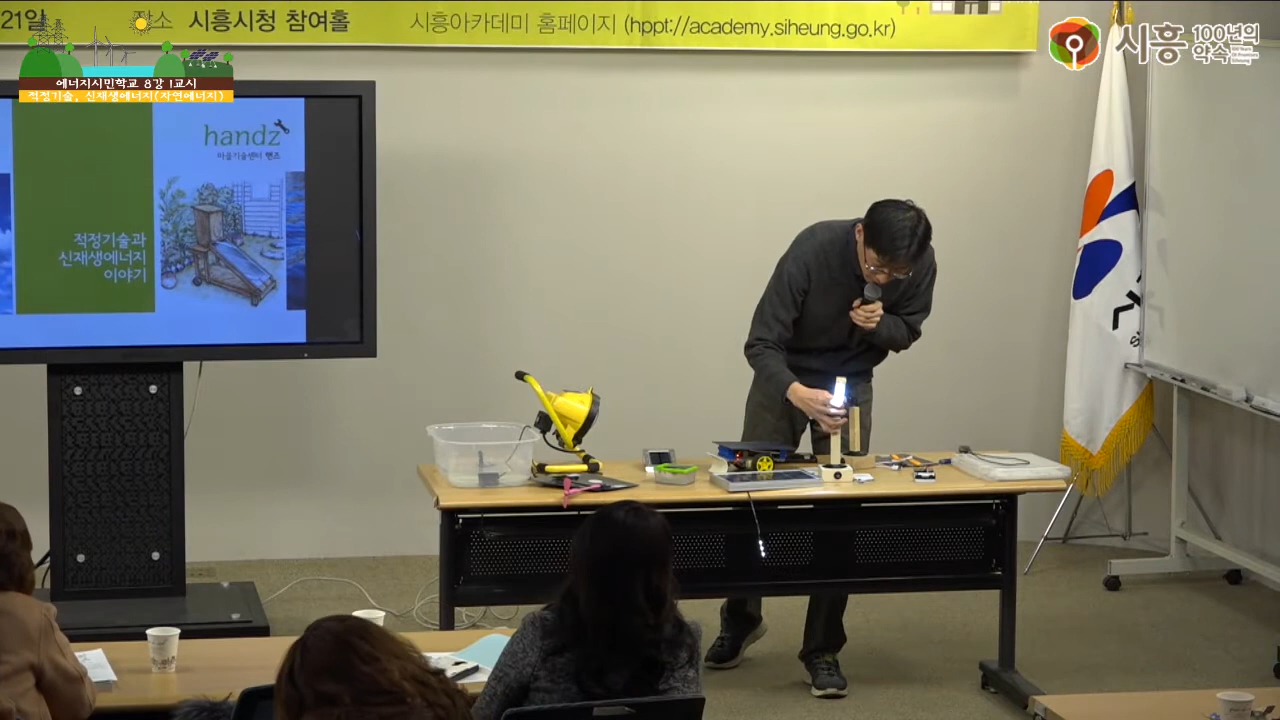 21일 장소 시흥시청 참여홀 시흥아카데미 홈페이지 (hppt://academy.siheung.go.kr)
시흥 100년의 약속
에너지시민학교 8강 1교시
적정기술, 신재생에너지(자연에너지)
handz
마을기술센터 핸즈
적정기술과
신재생에너지
이야기